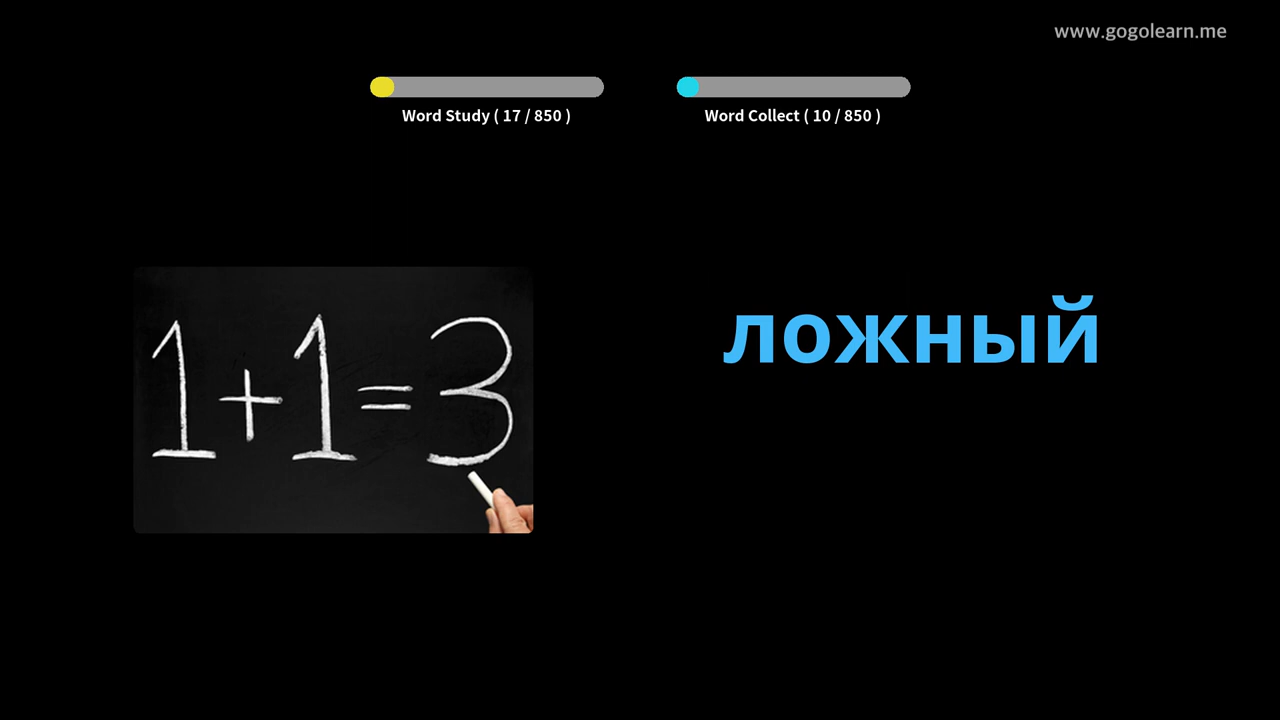 www.gogolearn.me
Word Study ( 17 / 850 )
Word Collect ( 10 / 850 )
1+1=3
ложный